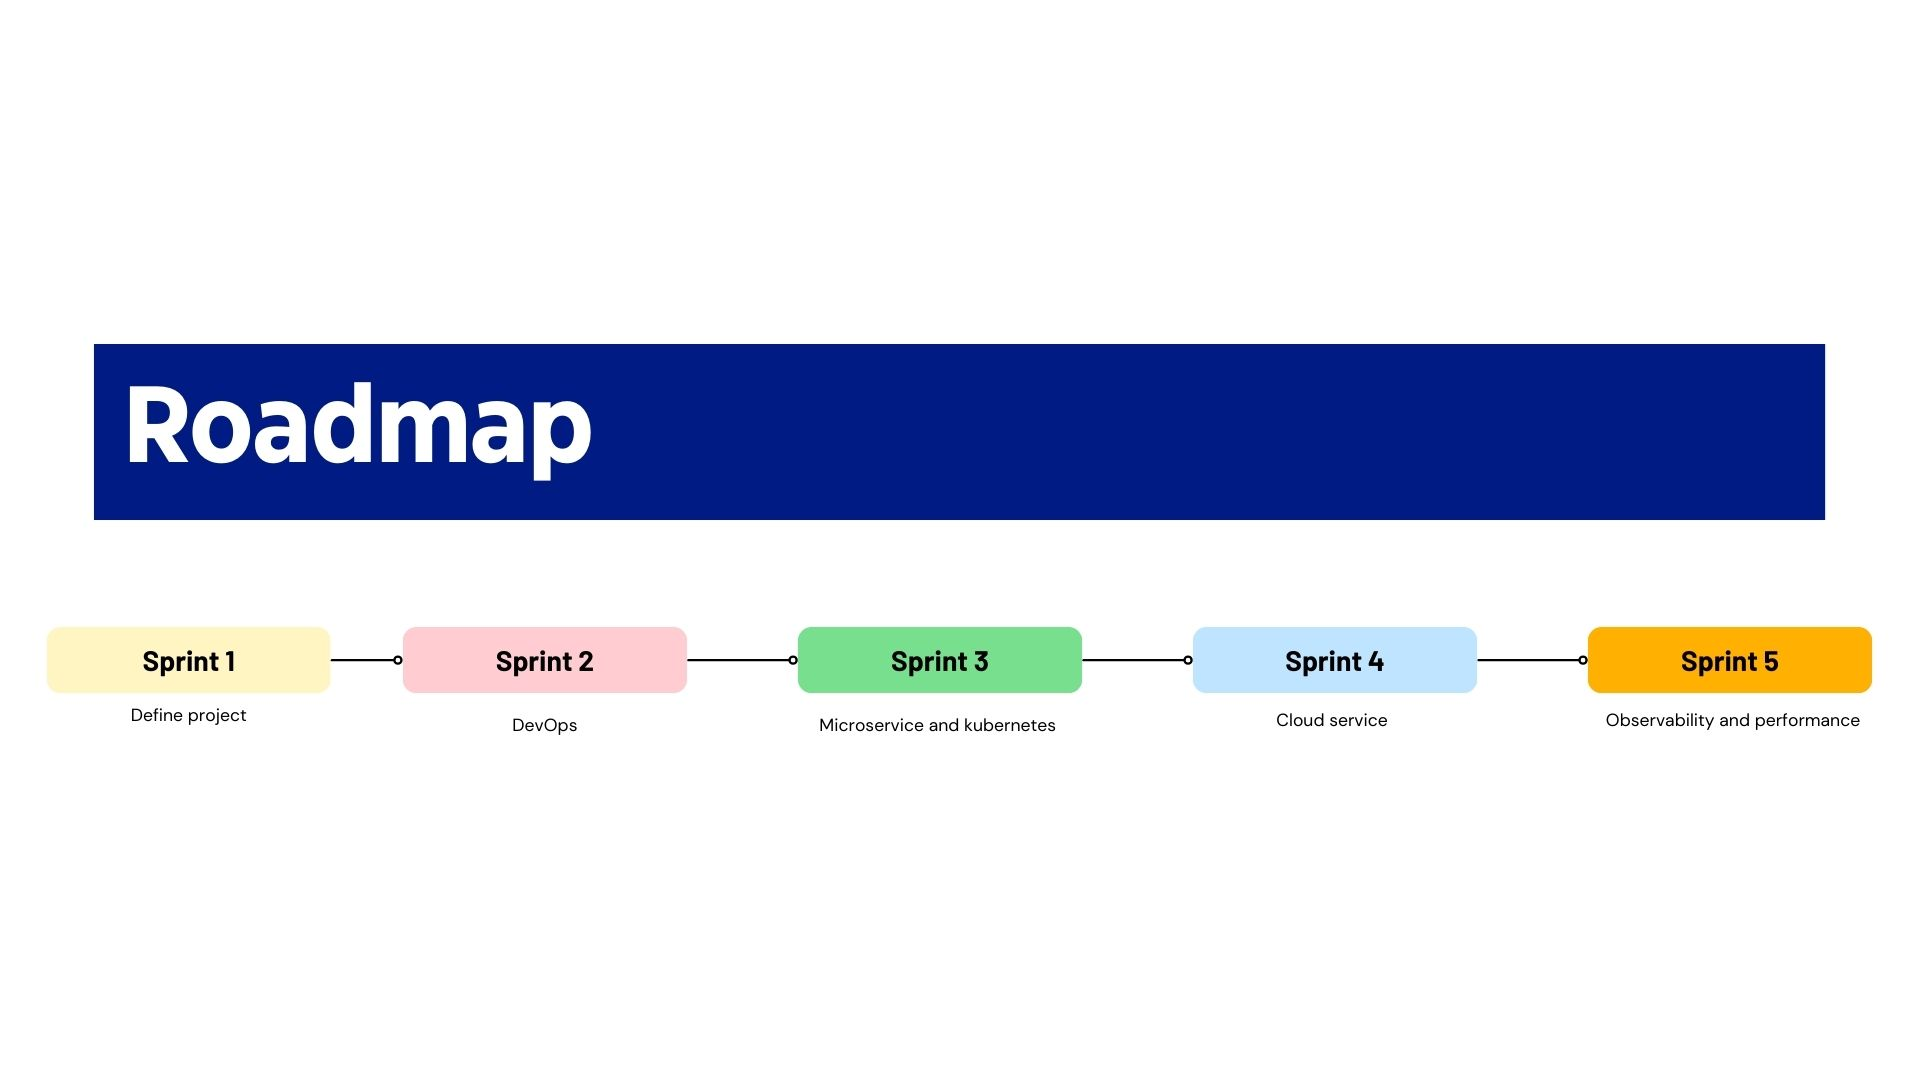 Roadmap
Sprint 1
Define project
Sprint 2
DevOps
Sprint 3
Microservice and kubernetes
Sprint 4
Cloud service
Sprint 5
Observability and performance